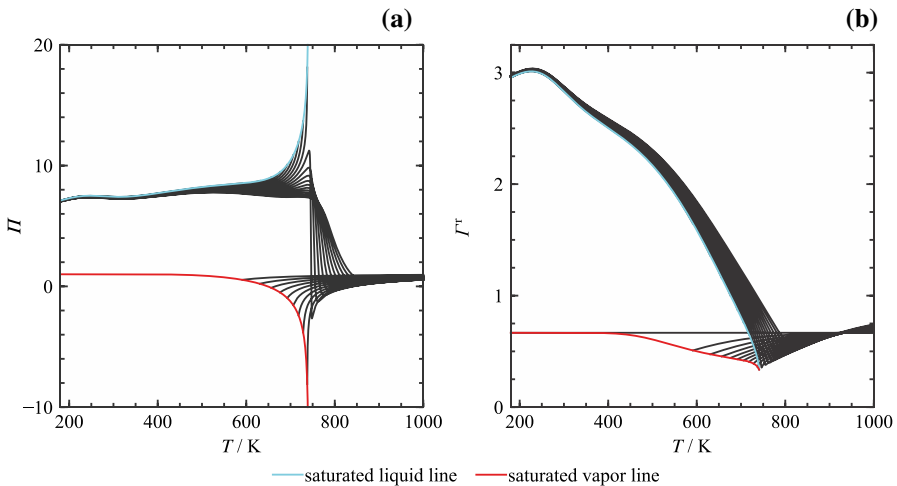 (a)
(b)
20
10
0
−10
Π
200 400 600 800 1000
T / K
3
2
1
0
Γʳ
200 400 600 800 1000
T / K
saturated liquid line
saturated vapor line